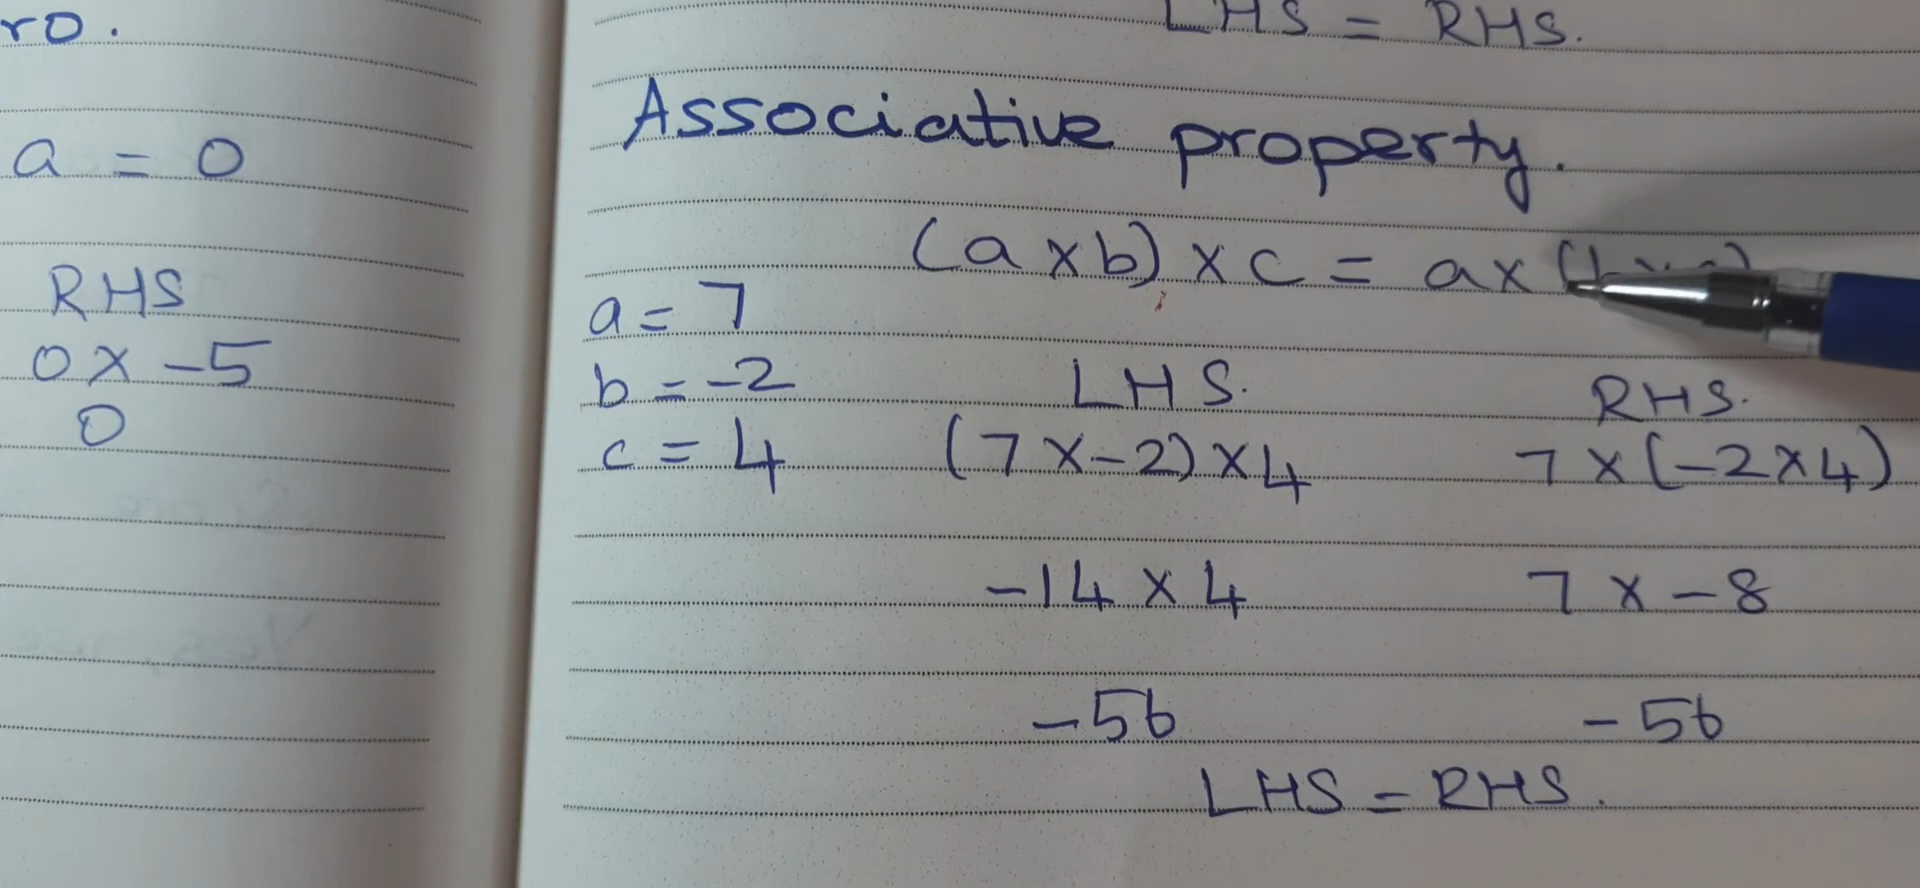 ro.
a = 0
RHS
0 x -5
0
LHS = RHS.
Associative property.
(a x b) x c = a x (b x c)
a = 7
b = -2
c = 4
LHS.
(7 x -2) x 4
-14 x 4
-56
RHS.
7 x (-2 x 4)
7 x -8
-56
LHS = RHS.